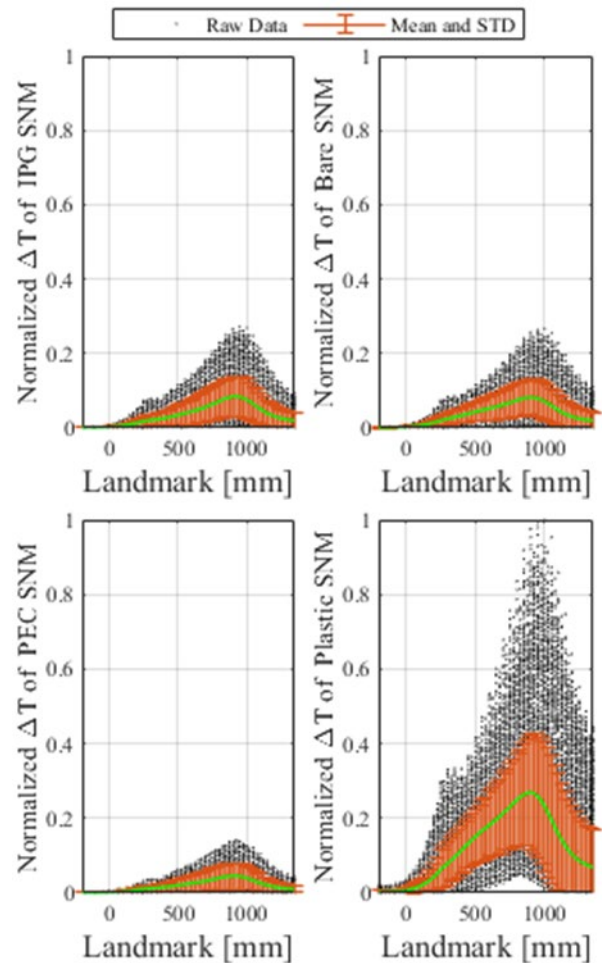 Raw Data Mean and STD
Normalized ΔT of IPG SNM
1
0.8
0.6
0.4
0.2
0
0 500 1000
Landmark [mm]
Normalized ΔT of Bare SNM
1
0.8
0.6
0.4
0.2
0
0 500 1000
Landmark [mm]
Normalized ΔT of PEC SNM
1
0.8
0.6
0.4
0.2
0
0 500 1000
Landmark [mm]
Normalized ΔT of Plastic SNM
1
0.8
0.6
0.4
0.2
0
0 500 1000
Landmark [mm]